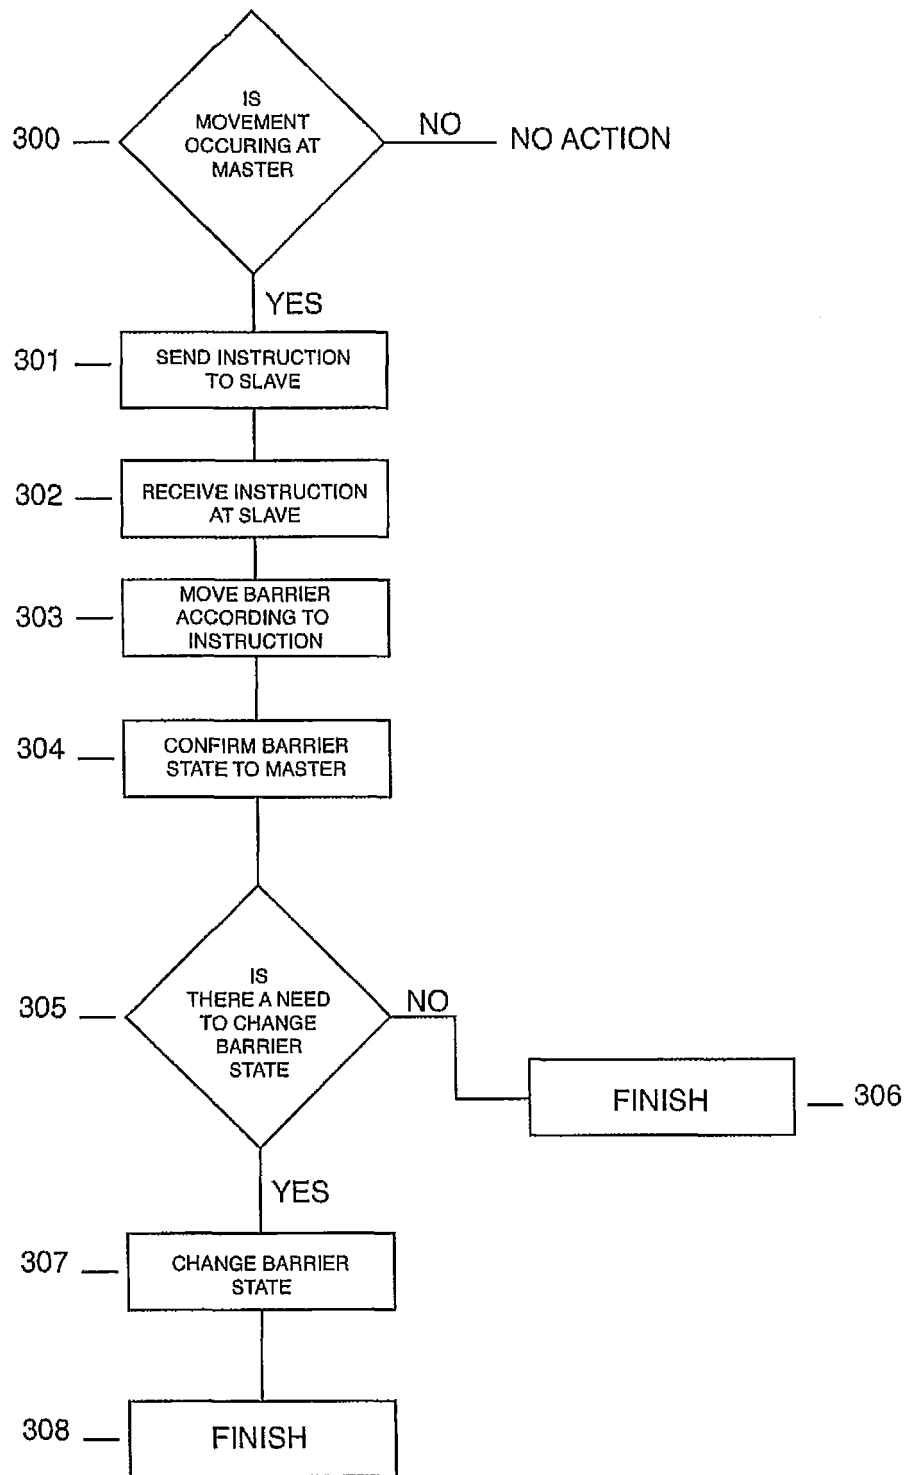 IS
MOVEMENT
OCCURING AT
MASTER
300
NO
NO ACTION
YES
301
SEND INSTRUCTION
TO SLAVE
302
RECEIVE INSTRUCTION
AT SLAVE
303
MOVE BARRIER
ACCORDING TO
INSTRUCTION
304
CONFIRM BARRIER
STATE TO MASTER
305
IS
THERE A NEED
TO CHANGE
BARRIER
STATE
NO
FINISH
306
YES
307
CHANGE BARRIER
STATE
308
FINISH